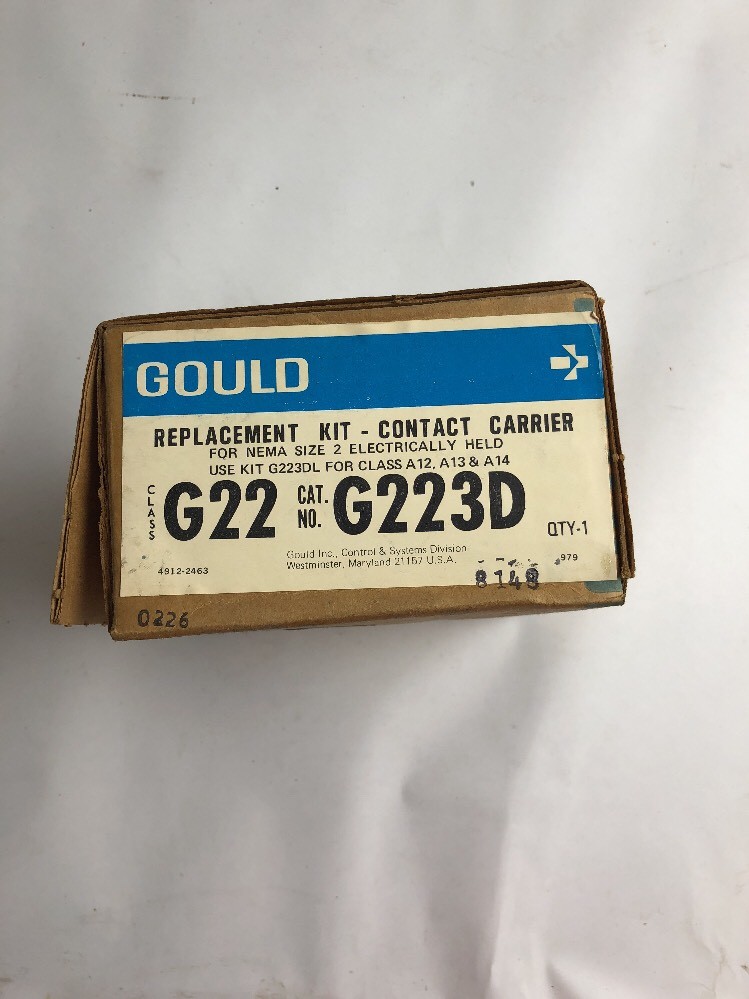 GOULD
REPLACEMENT KIT - CONTACT CARRIER
FOR NEMA SIZE 2 ELECTRICALLY HELD
USE KIT G223DL FOR CLASS A12, A13 & A14
CLASS G22 CAT. NO. G223D QTY-1
Gould Inc., Control & Systems Division
Westminster, Maryland 21157 U.S.A.
4912-2463
979
8148
0226